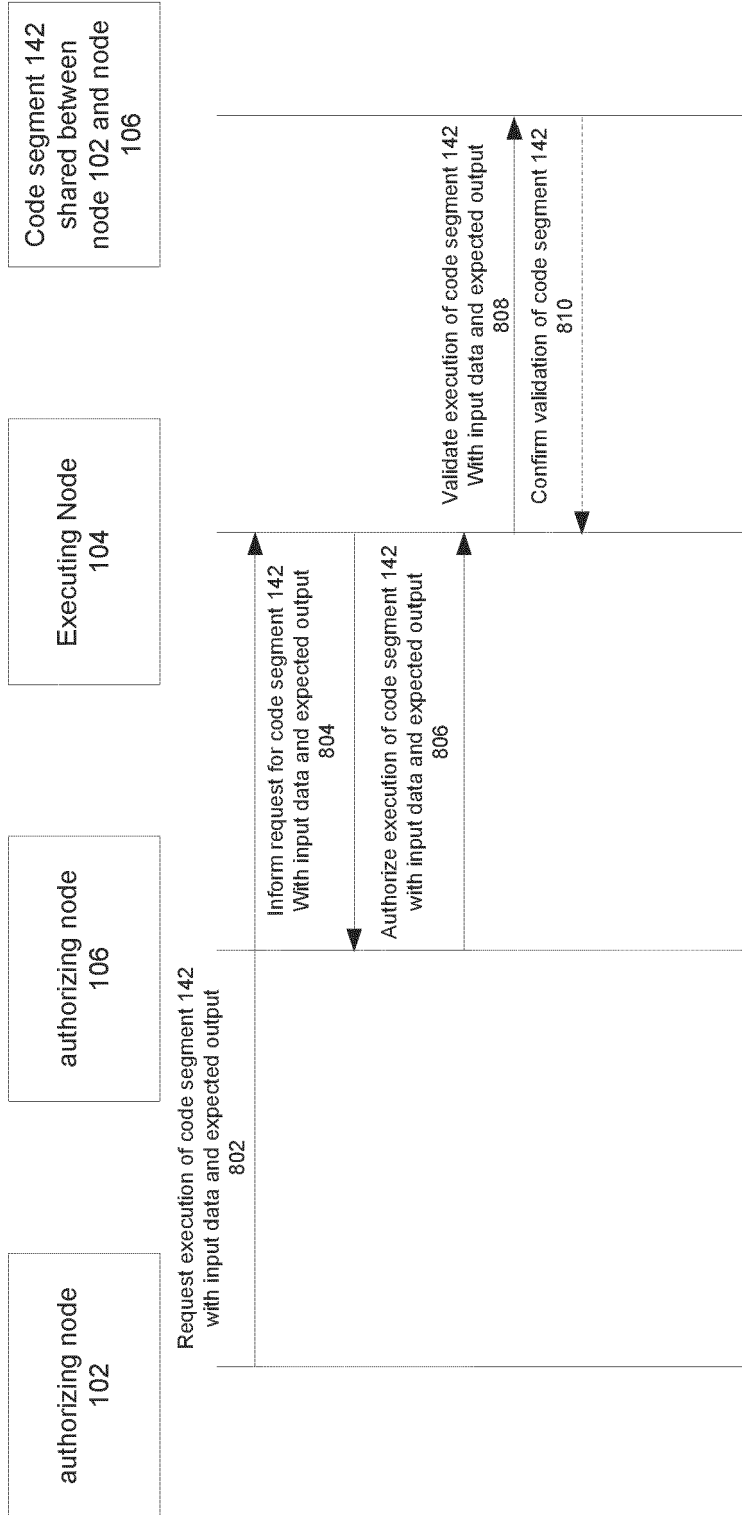 authorizing node
102
authorizing node
106
Executing Node
104
Code segment 142
shared between
node 102 and node
106
Request execution of code segment 142
with input data and expected output
802
Inform request for code segment 142
With input data and expected output
804
Authorize execution of code segment 142
with input data and expected output
806
Validate execution of code segment 142
With input data and expected output
808
Confirm validation of code segment 142
810